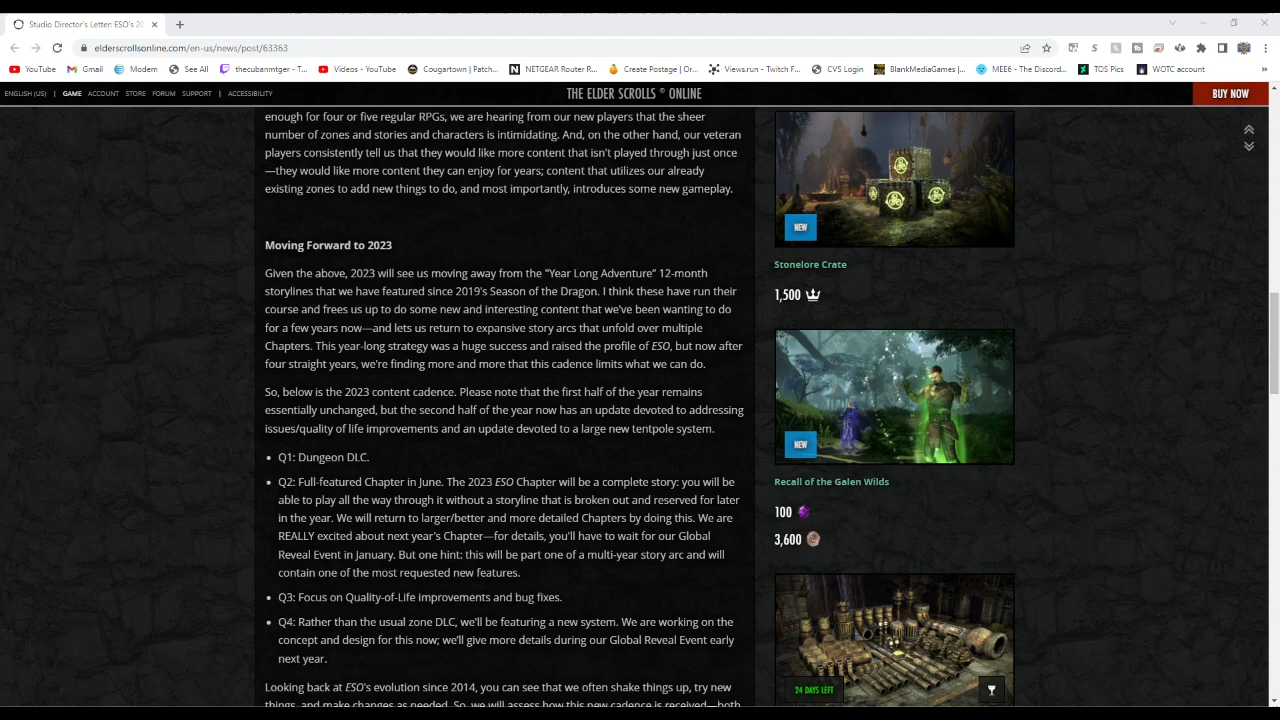 Studio Director's Letter: ESO's 20
elderscrollsonline.com/en-us/news/post/63363
YouTube
Gmail
Modem
See All
thecubanmtger - T...
Videos - YouTube
Cougartown | Patch...
NETGEAR Router R...
Create Postage | Or...
Views.run - Twitch F...
CVS Login
BlankMediaGames |...
MEE6 - The Discord...
TOS Pics
WOTC account
»
ENGLISH (US) | GAME ACCOUNT STORE FORUM SUPPORT | ACCESSIBILITY
THE ELDER SCROLLS ® ONLINE
BUY NOW
enough for four or five regular RPGs, we are hearing from our new players that the sheer
number of zones and stories and characters is intimidating. And, on the other hand, our veteran
players consistently tell us that they would like more content that isn't played through just once
—they would like more content they can enjoy for years; content that utilizes our already
existing zones to add new things to do, and most importantly, introduces some new gameplay.
Moving Forward to 2023
Given the above, 2023 will see us moving away from the "Year Long Adventure” 12-month
storylines that we have featured since 2019's Season of the Dragon. I think these have run their
course and frees us up to do some new and interesting content that we've been wanting to do
for a few years now—and lets us return to expansive story arcs that unfold over multiple
Chapters. This year-long strategy was a huge success and raised the profile of ESO, but now after
four straight years, we're finding more and more that this cadence limits what we can do.
So, below is the 2023 content cadence. Please note that the first half of the year remains
essentially unchanged, but the second half of the year now has an update devoted to addressing
issues/quality of life improvements and an update devoted to a large new tentpole system.
• Q1: Dungeon DLC.
• Q2: Full-featured Chapter in June. The 2023 ESO Chapter will be a complete story: you will be
able to play all the way through it without a storyline that is broken out and reserved for later
in the year. We will return to larger/better and more detailed Chapters by doing this. We are
REALLY excited about next year's Chapter—for details, you'll have to wait for our Global
Reveal Event in January. But one hint: this will be part one of a multi-year story arc and will
contain one of the most requested new features.
• Q3: Focus on Quality-of-Life improvements and bug fixes.
• Q4: Rather than the usual zone DLC, we'll be featuring a new system. We are working on the
concept and design for this now; we'll give more details during our Global Reveal Event early
next year.
Looking back at ESO's evolution since 2014, you can see that we often shake things up, try new
things, and make changes as needed. So, we will assess how this new cadence is received—both
NEW
Stonelore Crate
1,500
NEW
Recall of the Galen Wilds
100
3,600
24 DAYS LEFT